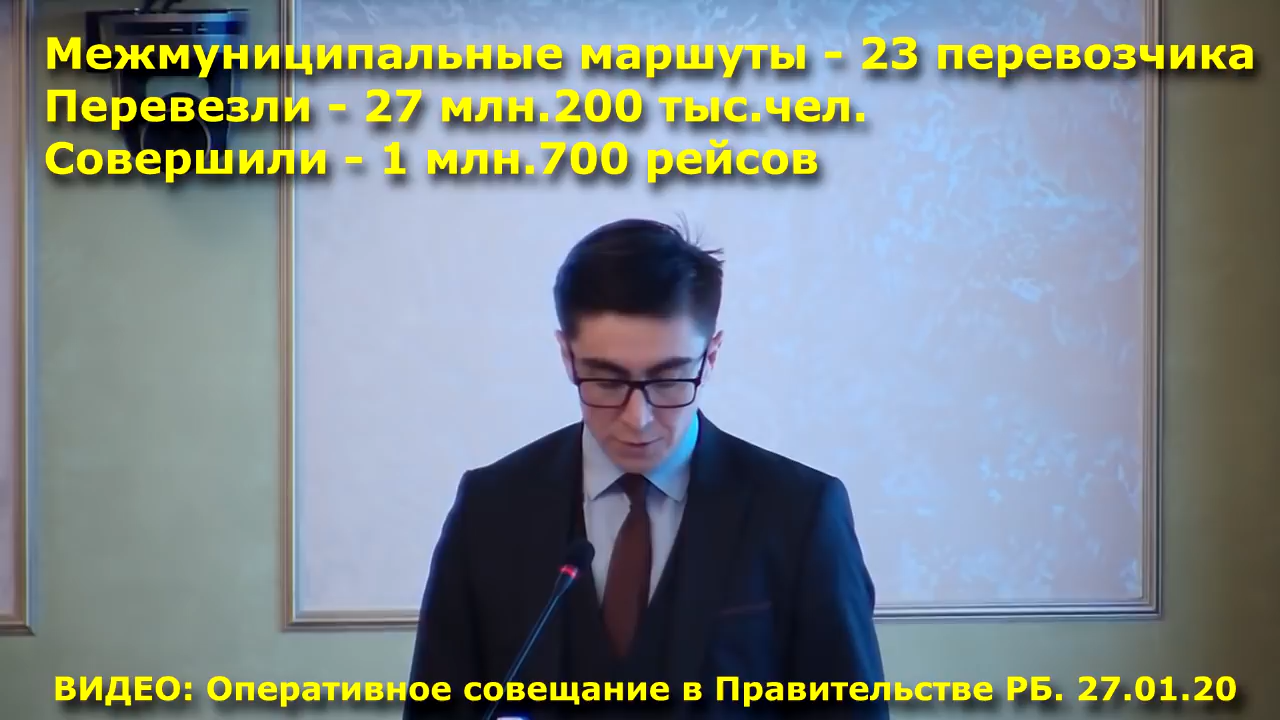 Межмуниципальные маршруты - 23 перевозчика
Перевезли - 27 млн.200 тыс.чел.
Совершили - 1 млн.700 рейсов
ВИДЕО: Оперативное совещание в Правительстве РБ. 27.01.20